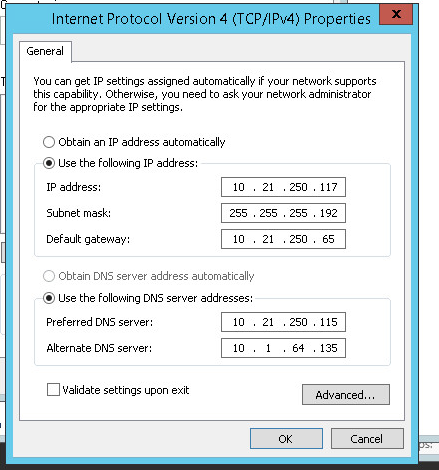 Internet Protocol Version 4 (TCP/IPv4) Properties
x
General
You can get IP settings assigned automatically if your network supports
this capability. Otherwise, you need to ask your network administrator
for the appropriate IP settings.
Obtain an IP address automatically
Use the following IP address:
IP address: 10 . 21 . 250 . 117
Subnet mask: 255 . 255 . 255 . 192
Default gateway: 10 . 21 . 250 . 65
Obtain DNS server address automatically
Use the following DNS server addresses:
Preferred DNS server: 10 . 21 . 250 . 115
Alternate DNS server: 10 . 1 . 64 . 135
Validate settings upon exit
Advanced...
OK Cancel